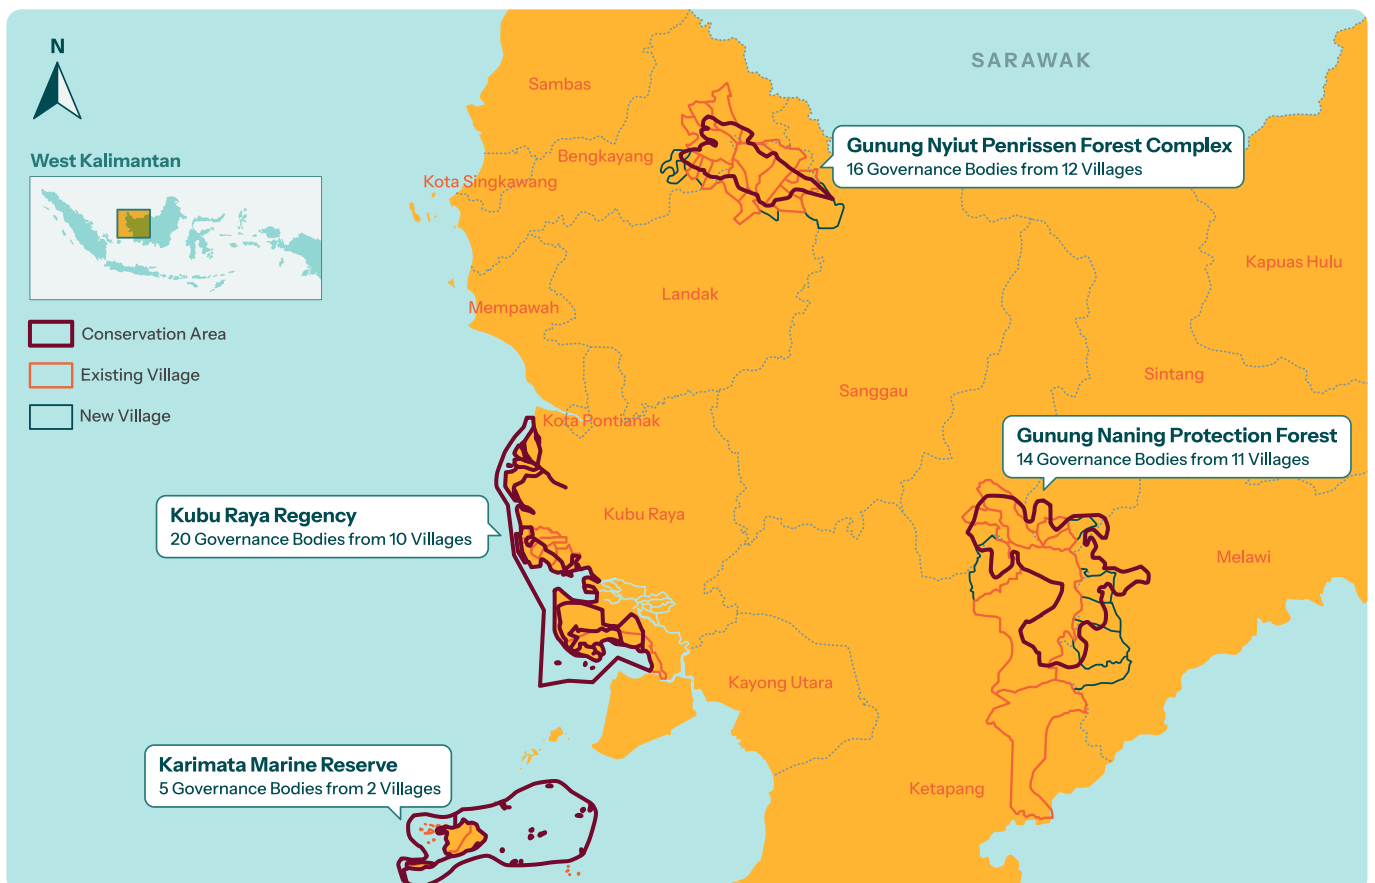 N
SARAWAK
Sambas
Gunung Nyiut Penrissen Forest Complex
16 Governance Bodies from 12 Villages
Bengkayang
West Kalimantan
Kota Singkawang
Kapuas Hulu
Landak
Mempawah
Conservation Area
Existing Village
New Village
Sintang
Sanggau
Kota Pontianak
Gunung Naning Protection Forest
14 Governance Bodies from 11 Villages
Kubu Raya Regency
20 Governance Bodies from 10 Villages
Kubu Raya
Melawi
Kayong Utara
Karimata Marine Reserve
5 Governance Bodies from 2 Villages
Ketapang